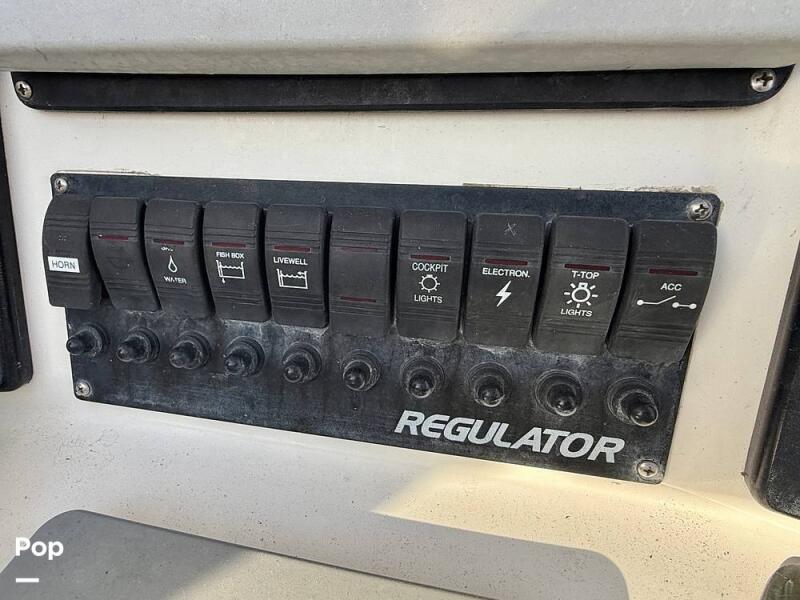 HORN
WATER
FISH BOX
LIVEWELL
COCKPIT
LIGHTS
ELECTRON.
T-TOP
LIGHTS
ACC
REGULATOR
Pop